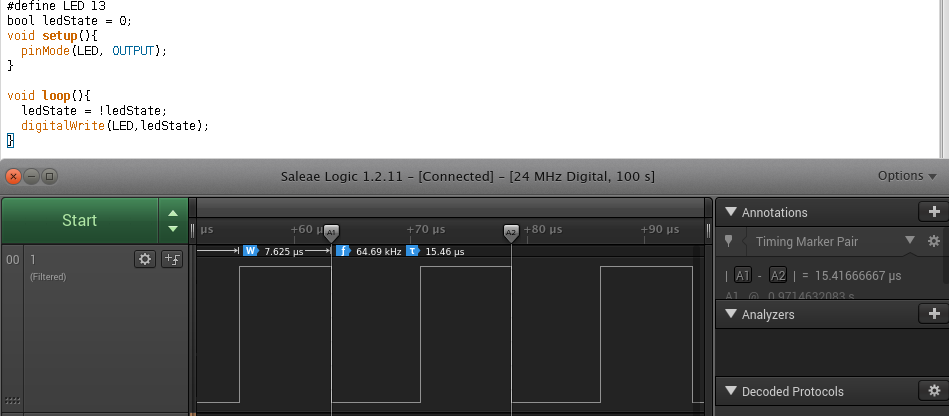 #define LED 13
bool ledState = 0;
void setup(){
  pinMode(LED, OUTPUT);
}
void loop(){
  ledState = !ledState;
  digitalWrite(LED,ledState);
}
Saleae Logic 1.2.11 - [Connected] - [24 MHz Digital, 100 s]
Options
Start
µs +60 µ A1 +70 µs A2 +80 µs +90 µs
W 7.625 µs f 64.69 kHz τ 15.46 µs
00 1
(Filtered)
Annotations
Timing Marker Pair
| A1 - A2 | = 15.41666667 µs
A1 @ 0.9714632083 s
Analyzers
Decoded Protocols